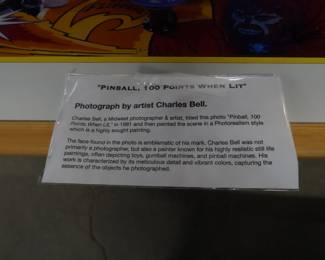 "PINBALL, 100 POINTS WHEN LIT"
Photograph by artist Charles Bell.
Charles Bell, a Midwest photographer & artist, titled this photo "Pinball, 100
Points, When Lit," in 1981 and then painted the scene in a Photorealism style
which is a highly sought painting.
The face found in the photo is emblematic of his mark. Charles Bell was not
primarily a photographer, but also a painter known for his highly realistic still life
paintings, often depicting toys, gumball machines, and pinball machines. His
work is characterized by its meticulous detail and vibrant colors, capturing the
essence of the objects he photographed.